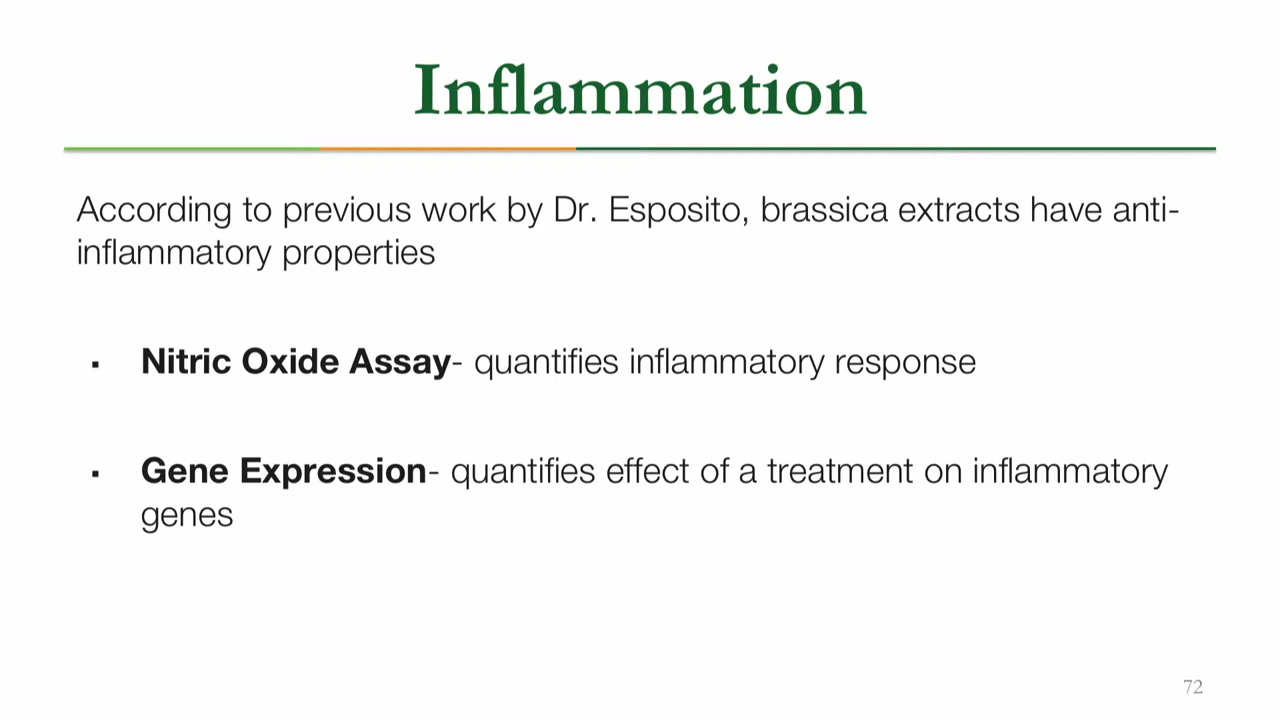 Inflammation
According to previous work by Dr. Esposito, brassica extracts have anti-
inflammatory properties
▪ Nitric Oxide Assay- quantifies inflammatory response
▪ Gene Expression- quantifies effect of a treatment on inflammatory
genes
72